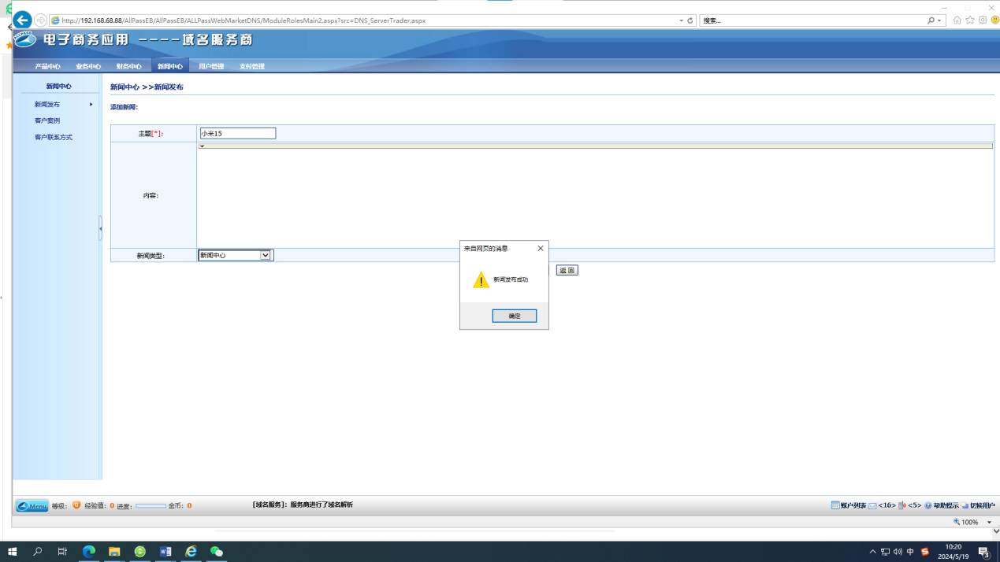 http://192.168.68.88/AllPassEB/AllPassEB/ALLPassWebMarketDNS/ModuleRolesMain2.aspx?src=DNS_ServerTrader.aspx
搜索...
ALLPASS
电子商务应用 ----域名服务商
产品中心 业务中心 财务中心 新闻中心 用户管理 支付管理
新闻中心
新闻发布
客户案例
客户联系方式
新闻中心 >>新闻发布
添加新闻:
主题[*]:
小米15
内容:
新闻类型:
新闻中心
返 回
来自网页的消息
新闻发布成功
确定
Menu 等级: 0 经验值: 0 进度: 金币: 0
[域名服务]: 服务商进行了域名解析
账户列表 <16> <5> 帮助提示 切换用户
100%
中
10:20
2024/5/19
3